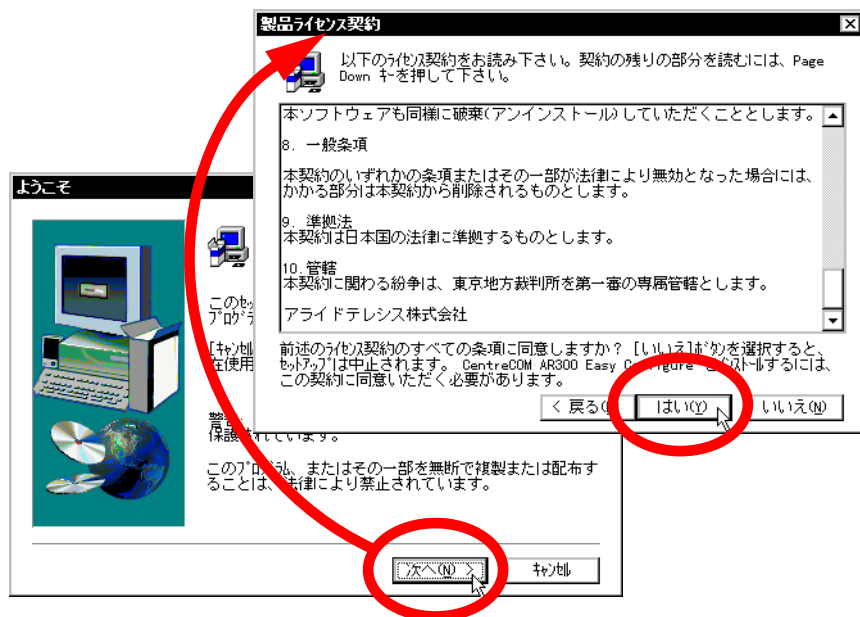 製品ライセンス契約
以下のライセンス契約をお読み下さい。契約の残りの部分を読むには、Page
Down キーを押して下さい。
本ソフトウェアも同様に破棄(アンインストール)していただくこととします。
8. 一般条項
本契約のいずれかの条項またはその一部が法律により無効となった場合には、
かかる部分は本契約から削除されるものとします。
9. 準拠法
本契約は日本国の法律に準拠するものとします。
10.管轄
本契約に関わる紛争は、東京地方裁判所を第一審の専属管轄とします。
アライドテレシス株式会社
前述のライセンス契約のすべての条項に同意しますか? [いいえ]ボタンを選択すると、
セットアップは中止されます。 CentreCOM AR300 Easy Configure をインストールするには、
この契約に同意いただく必要があります。
< 戻る
はい(Y)
いいえ(N)
ようこそ
このセッ
プログラ
[キャンセル
在使用
警告
保護されています。
このプログラム、またはその一部を無断で複製または配布す
ることは、法律により禁止されています。
次へ(N) >
キャンセル